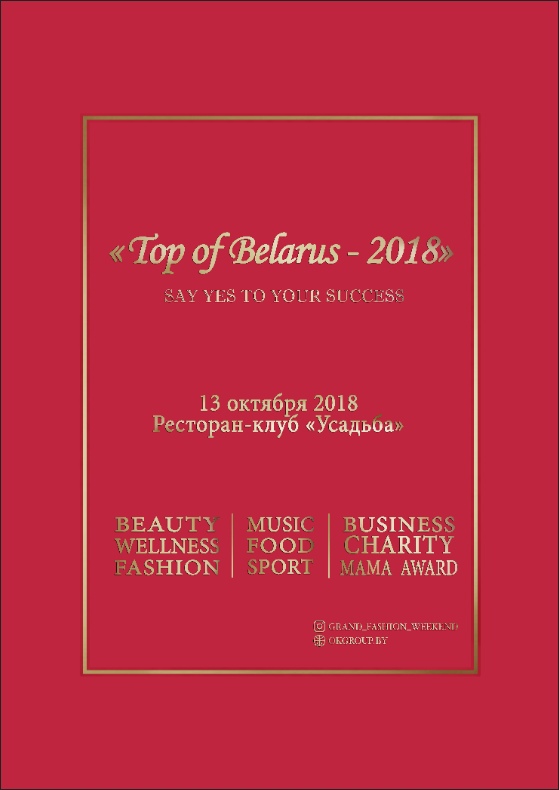 «Top of Belarus - 2018»
SAY YES TO YOUR SUCCESS
13 октября 2018
Ресторан-клуб «Усадьба»
BEAUTY
WELLNESS
FASHION
MUSIC
FOOD
SPORT
BUSINESS
CHARITY
MAMA AWARD
GRAND_FASHION_WEEKEND
OKGROUP.BY